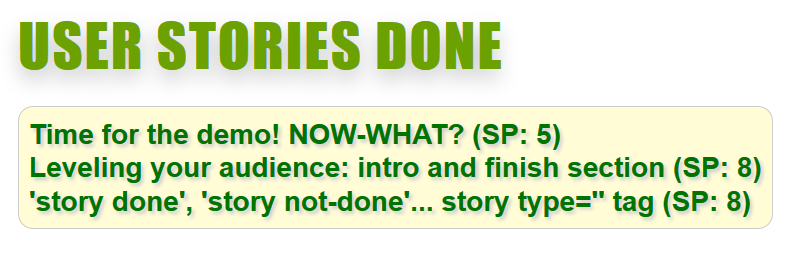 USER STORIES DONE
Time for the demo! NOW-WHAT? (SP: 5)
Leveling your audience: intro and finish section (SP: 8)
'story done', 'story not-done'... story type='' tag (SP: 8)